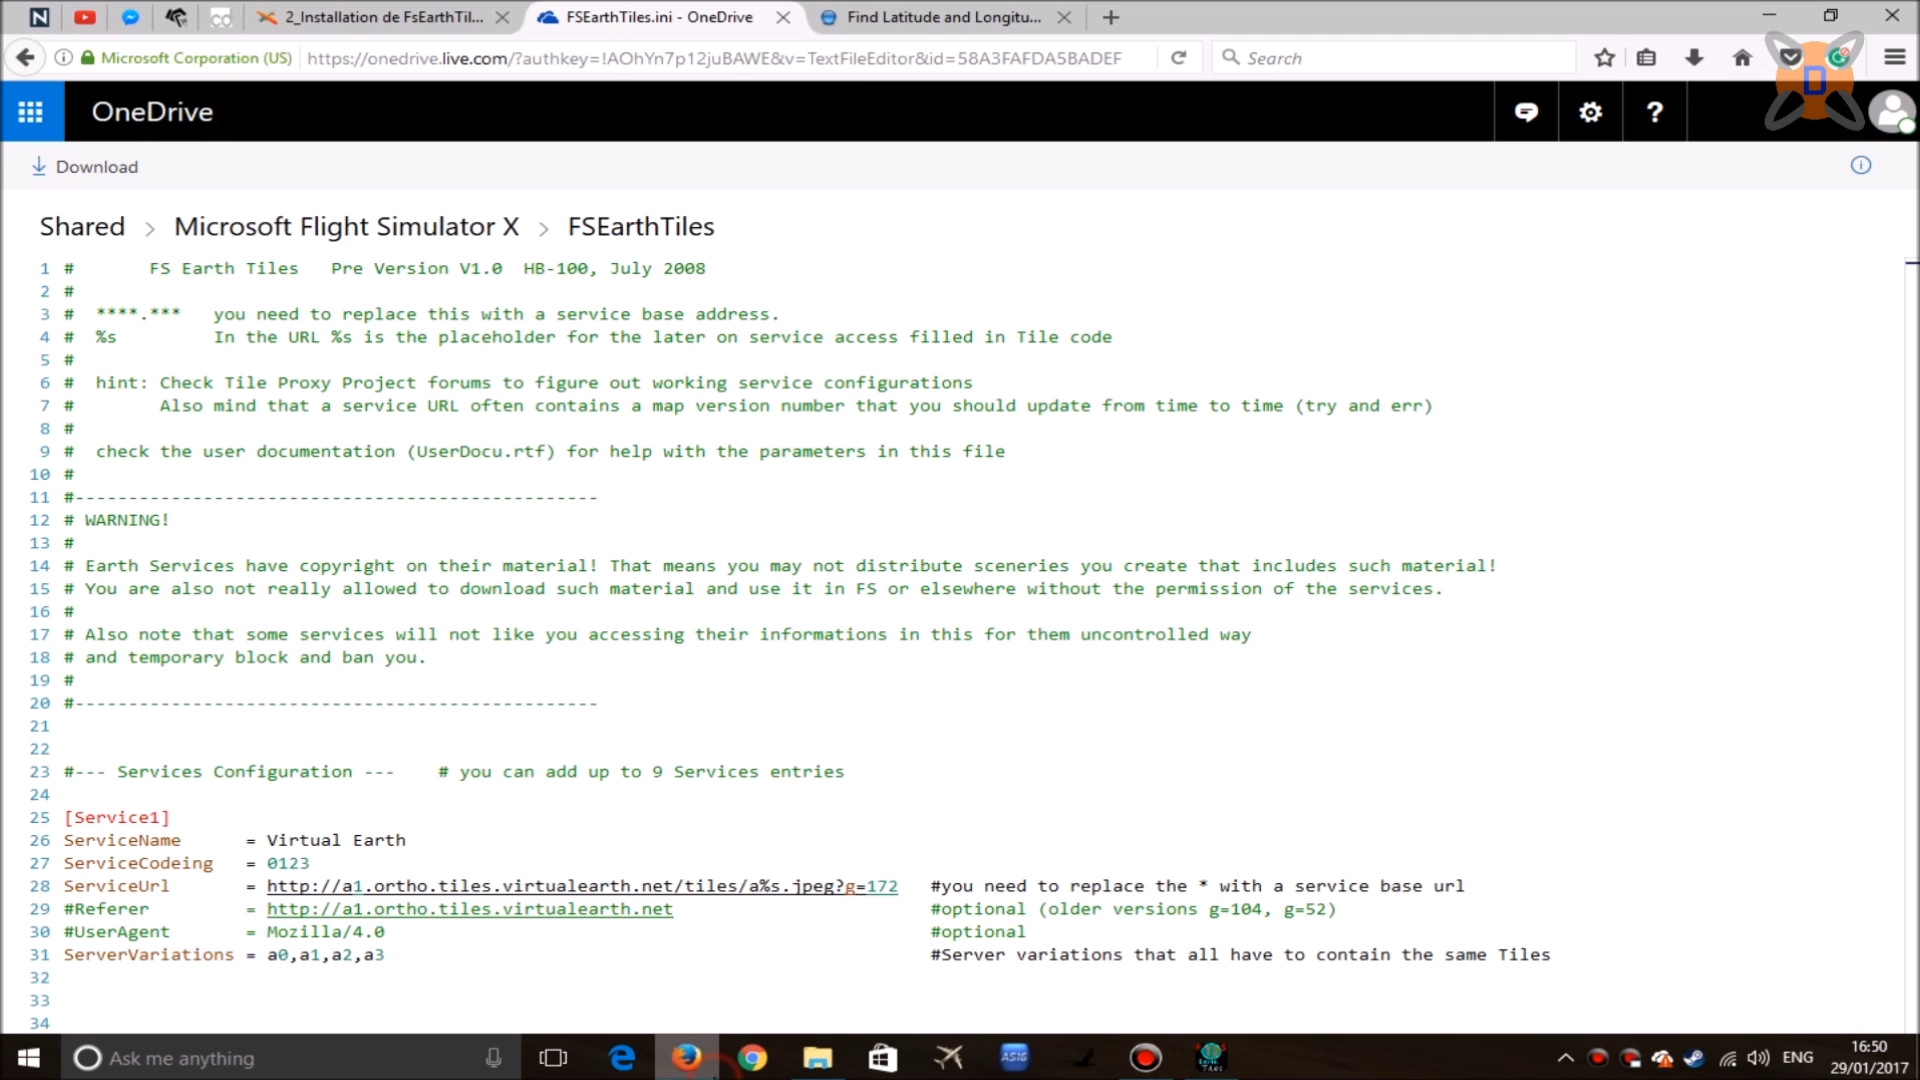 2_Installation de FsEarthTil...
FSEarthTiles.ini - OneDrive
Find Latitude and Longitu...
Microsoft Corporation (US)
https://onedrive.live.com/?authkey=!AOhYn7p12juBAWE&v=TextFileEditor&id=58A3FAFDA5BADEF
Search
OneDrive
Download
Shared > Microsoft Flight Simulator X > FSEarthTiles
1 # FS Earth Tiles Pre Version V1.0 HB-100, July 2008
2 #
3 # ****.*** you need to replace this with a service base address.
4 # %s In the URL %s is the placeholder for the later on service access filled in Tile code
5 #
6 # hint: Check Tile Proxy Project forums to figure out working service configurations
7 # Also mind that a service URL often contains a map version number that you should update from time to time (try and err)
8 #
9 # check the user documentation (UserDocu.rtf) for help with the parameters in this file
10 #
11 #-------------------------------------------------
12 # WARNING!
13 #
14 # Earth Services have copyright on their material! That means you may not distribute sceneries you create that includes such material!
15 # You are also not really allowed to download such material and use it in FS or elsewhere without the permission of the services.
16 #
17 # Also note that some services will not like you accessing their informations in this for them uncontrolled way
18 # and temporary block and ban you.
19 #
20 #-------------------------------------------------
21
22
23 #--- Services Configuration --- # you can add up to 9 Services entries
24
25 [Service1]
26 ServiceName = Virtual Earth
27 ServiceCodeing = 0123
28 ServiceUrl = http://a1.ortho.tiles.virtualearth.net/tiles/a%s.jpeg?g=172 #you need to replace the * with a service base url
29 #Referer = http://a1.ortho.tiles.virtualearth.net #optional (older versions g=104, g=52)
30 #UserAgent = Mozilla/4.0 #optional
31 ServerVariations = a0,a1,a2,a3 #Server variations that all have to contain the same Tiles
32
33
34
Ask me anything
AS16
ENG
16:50
29/01/2017